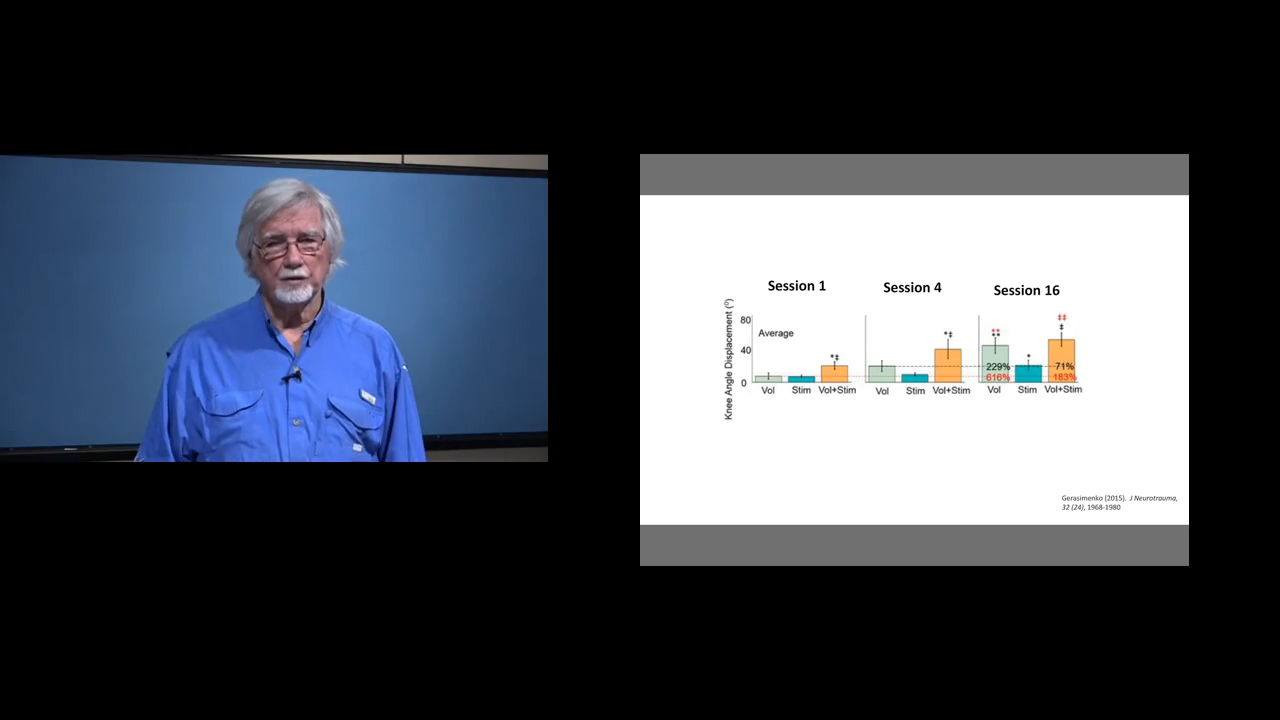 Session 1
Session 4
Session 16
Knee Angle Displacement (⁰)
80
40
0
Average
*‡
*‡
**
**
*
‡‡
‡
229%
616%
71%
183%
Vol Stim Vol+Stim
Vol Stim Vol+Stim
Vol Stim Vol+Stim
Gerasimenko (2015). J Neurotrauma,
32 (24), 1968-1980